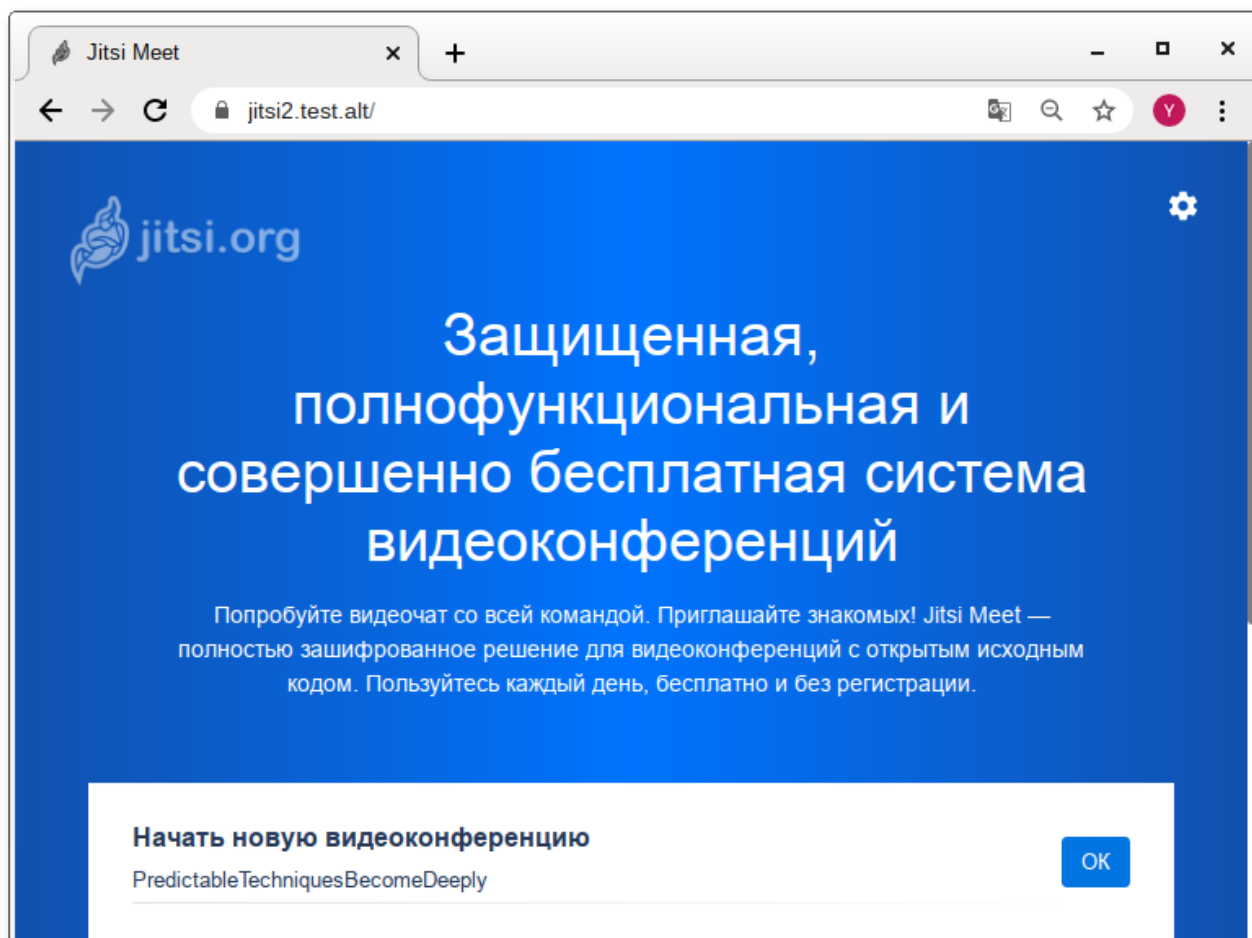 Jitsi Meet
jitsi2.test.alt/
Y
jitsi.org
Защищенная,
полнофункциональная и
совершенно бесплатная система
видеоконференций
Попробуйте видеочат со всей командой. Приглашайте знакомых! Jitsi Meet —
полностью зашифрованное решение для видеоконференций с открытым исходным
кодом. Пользуйтесь каждый день, бесплатно и без регистрации.
Начать новую видеоконференцию
PredictableTechniquesBecomeDeeply
ОК